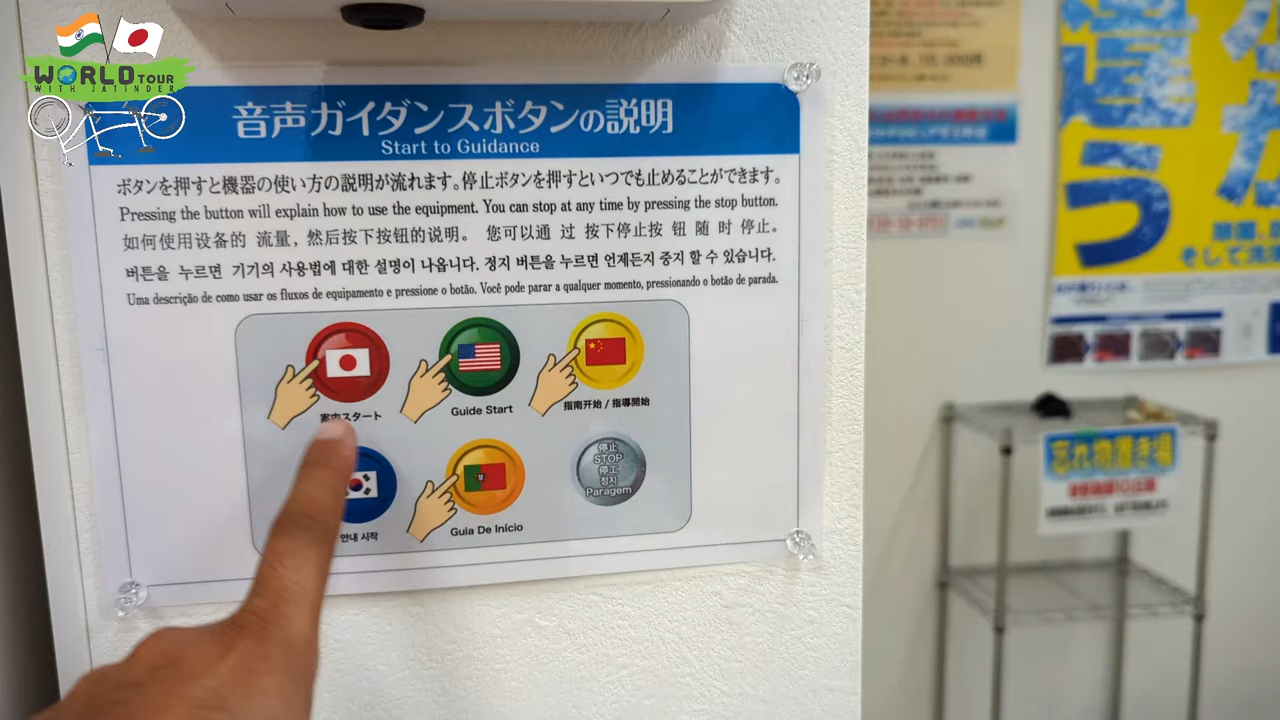 WORLD TOUR
WITH JATINDER
音声ガイダンスボタンの説明
Start to Guidance
ボタンを押すと機器の使い方の説明が流れます。停止ボタンを押すといつでも止めることができます。
Pressing the button will explain how to use the equipment. You can stop at any time by pressing the stop button.
如何使用设备的 流量，然后按下按钮的说明。 您可以通 过 按下停止按 钮 随 时 停止。
버튼을 누르면 기기의 사용법에 대한 설명이 나옵니다. 정지 버튼을 누르면 언제든지 중지 할 수 있습니다.
Uma descrição de como usar os fluxos de equipamento e pressione o botão. Você pode parar a qualquer momento, pressionando o botão de parada.
案内スタート
Guide Start
指南开始 / 指導開始
안내 시작
Guia De Início
停止
STOP
停工
정지
Paragem
忘れ物置き場
違う
そして洗